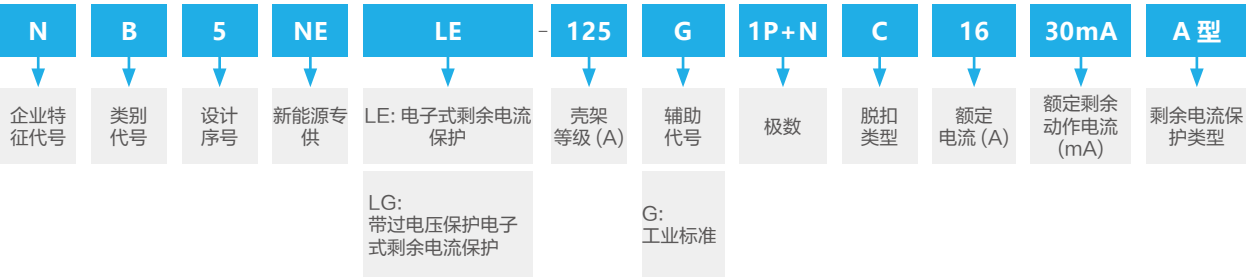 N B 5 NE LE - 125 G 1P+N C 16 30mA A 型
企业特
征代号
类别
代号
设计
序号
新能源专
供
LE: 电子式剩余电流
保护
壳架
等级 (A)
辅助
代号
极数
脱扣
类型
额定
电流 (A)
额定剩余
动作电流
(mA)
剩余电流保
护类型
LG:
带过电压保护电子
式剩余电流保护
G:
工业标准